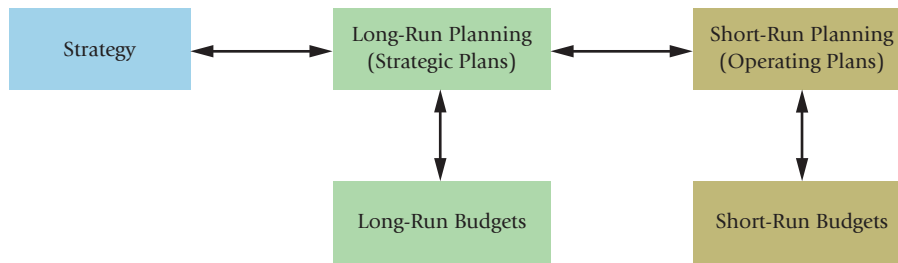 Strategy
Long-Run Planning
(Strategic Plans)
Short-Run Planning
(Operating Plans)
Long-Run Budgets
Short-Run Budgets